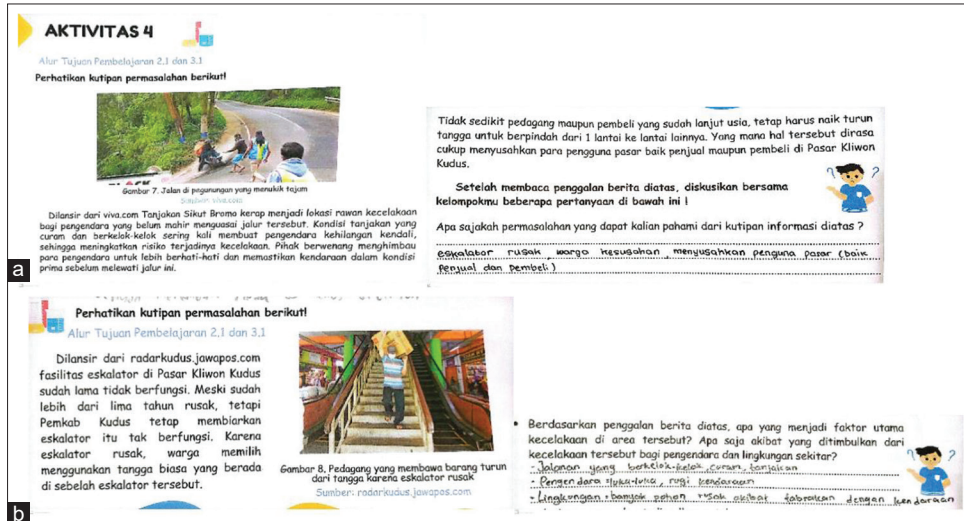 AKTIVITAS 4
Alur Tujuan Pembelajaran 2.1 dan 3.1
Perhatikan kutipan permasalahan berikut!
Gambar 7. Jalan di pegunungan yang menukik tajam
Sumber: viva.com
Dilansir dari viva.com Tanjakan Sikut Bromo kerap menjadi lokasi rawan kecelakaan
bagi pengendara yang belum mahir menguasai jalur tersebut. Kondisi tanjakan yang
curam dan berkelok-kelok sering kali membuat pengendara kehilangan kendali,
sehingga meningkatkan risiko terjadinya kecelakaan. Pihak berwenang menghimbau
para pengendara untuk lebih berhati-hati dan memastikan kendaraan dalam kondisi
prima sebelum melewati jalur ini.
a
Tidak sedikit pedagang maupun pembeli yang sudah lanjut usia, tetap harus naik turun
tangga untuk berpindah dari 1 lantai ke lantai lainnya. Yang mana hal tersebut dirasa
cukup menyusahkan para pengguna pasar baik penjual maupun pembeli di Pasar Kliwon
Kudus.
Setelah membaca penggalan berita diatas, diskusikan bersama
kelompokmu beberapa pertanyaan di bawah ini !
Apa sajakah permasalahan yang dapat kalian pahami dari kutipan informasi diatas ?
eskalator rusak, warga kesusahan, menyusahkan penguna pasar (baik
Penjual dan pembeli)
Perhatikan kutipan permasalahan berikut!
Alur Tujuan Pembelajaran 2.1 dan 3.1
Dilansir dari radarkudus.jawapos.com
fasilitas eskalator di Pasar Kliwon Kudus
sudah lama tidak berfungsi. Meski sudah
lebih dari lima tahun rusak, tetapi
Pemkab Kudus tetap membiarkan
eskalator itu tak berfungsi. Karena
eskalator rusak, warga memilih
menggunakan tangga biasa yang berada
di sebelah eskalator tersebut.
Gambar 8. Pedagang yang membawa barang turun
dari tangga karena eskalator rusak
Sumber: radarkudus.jawapos.com
b
Berdasarkan penggalan berita diatas, apa yang menjadi faktor utama
kecelakaan di area tersebut? Apa saja akibat yang ditimbulkan dari
kecelakaan tersebut bagi pengendara dan lingkungan sekitar?
- Jalanan yang berkelok-kelok, curam, tanjakan
- Pengendara : luka-luka, rugi kendaraan
- Lingkungan : banyak pohon rusak akibat tabrakan dengan kendaraan